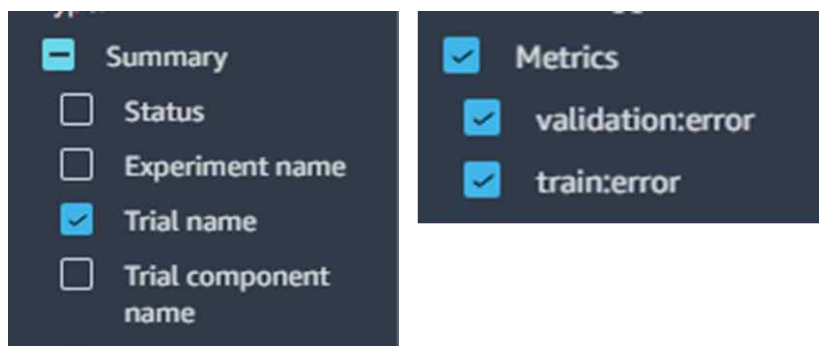 Summary
Status
Experiment name
Trial name
Trial component
name
Metrics
validation:error
train:error